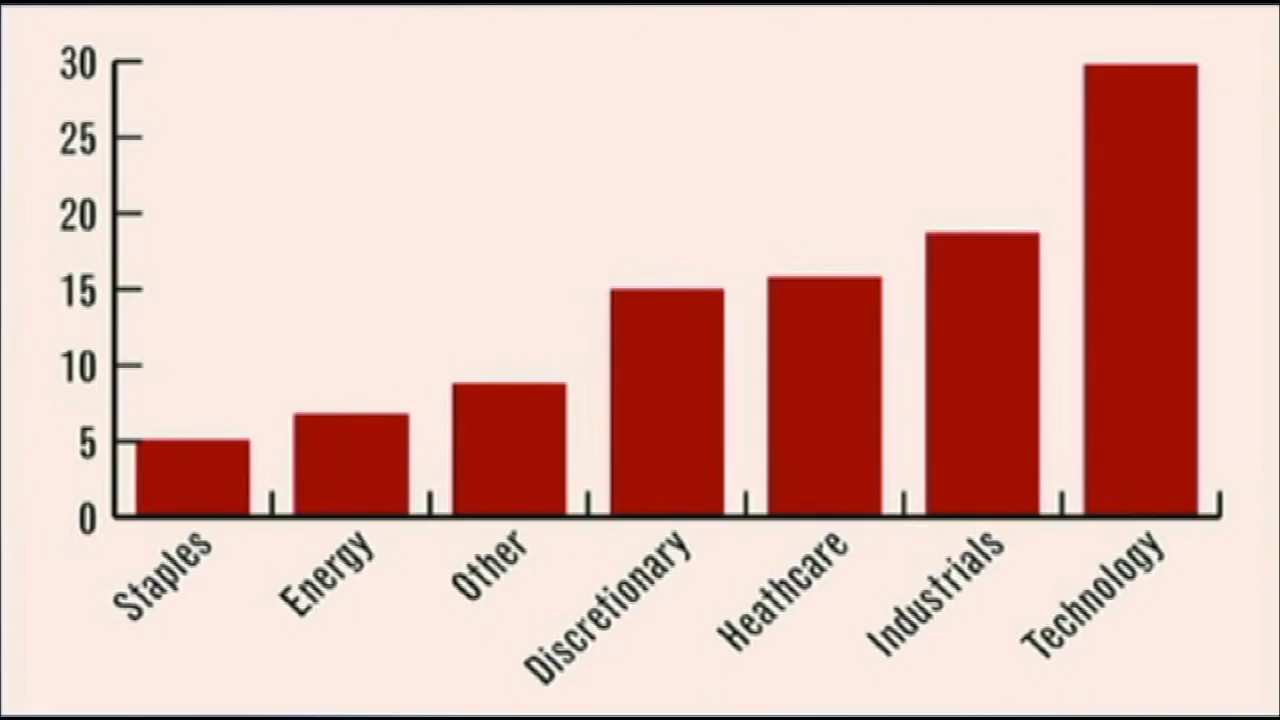 30
25
20
15
10
5
0
Staples
Energy
Other
Discretionary
Heathcare
Industrials
Technology